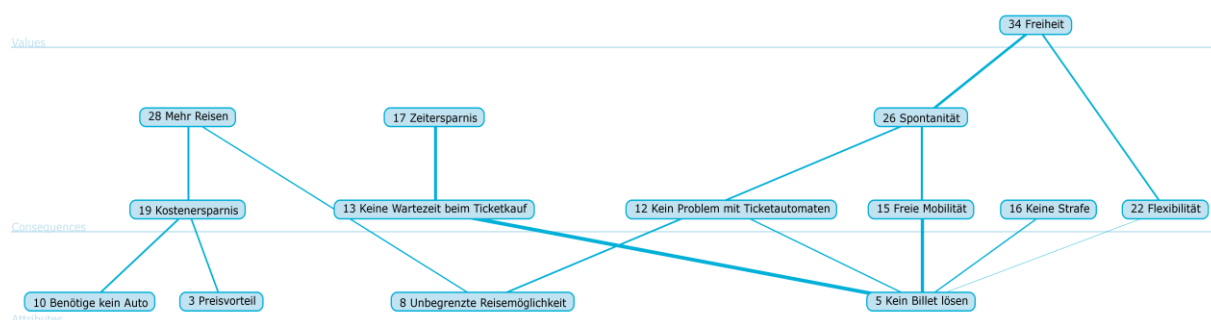 34 Freiheit
Values
28 Mehr Reisen
17 Zeitersparnis
26 Spontanität
19 Kostenersparnis
13 Keine Wartezeit beim Ticketkauf
12 Kein Problem mit Ticketautomaten
15 Freie Mobilität
16 Keine Strafe
22 Flexibilität
Consequences
10 Benötige kein Auto
3 Preisvorteil
8 Unbegrenzte Reisemöglichkeit
5 Kein Billet lösen
Attributes